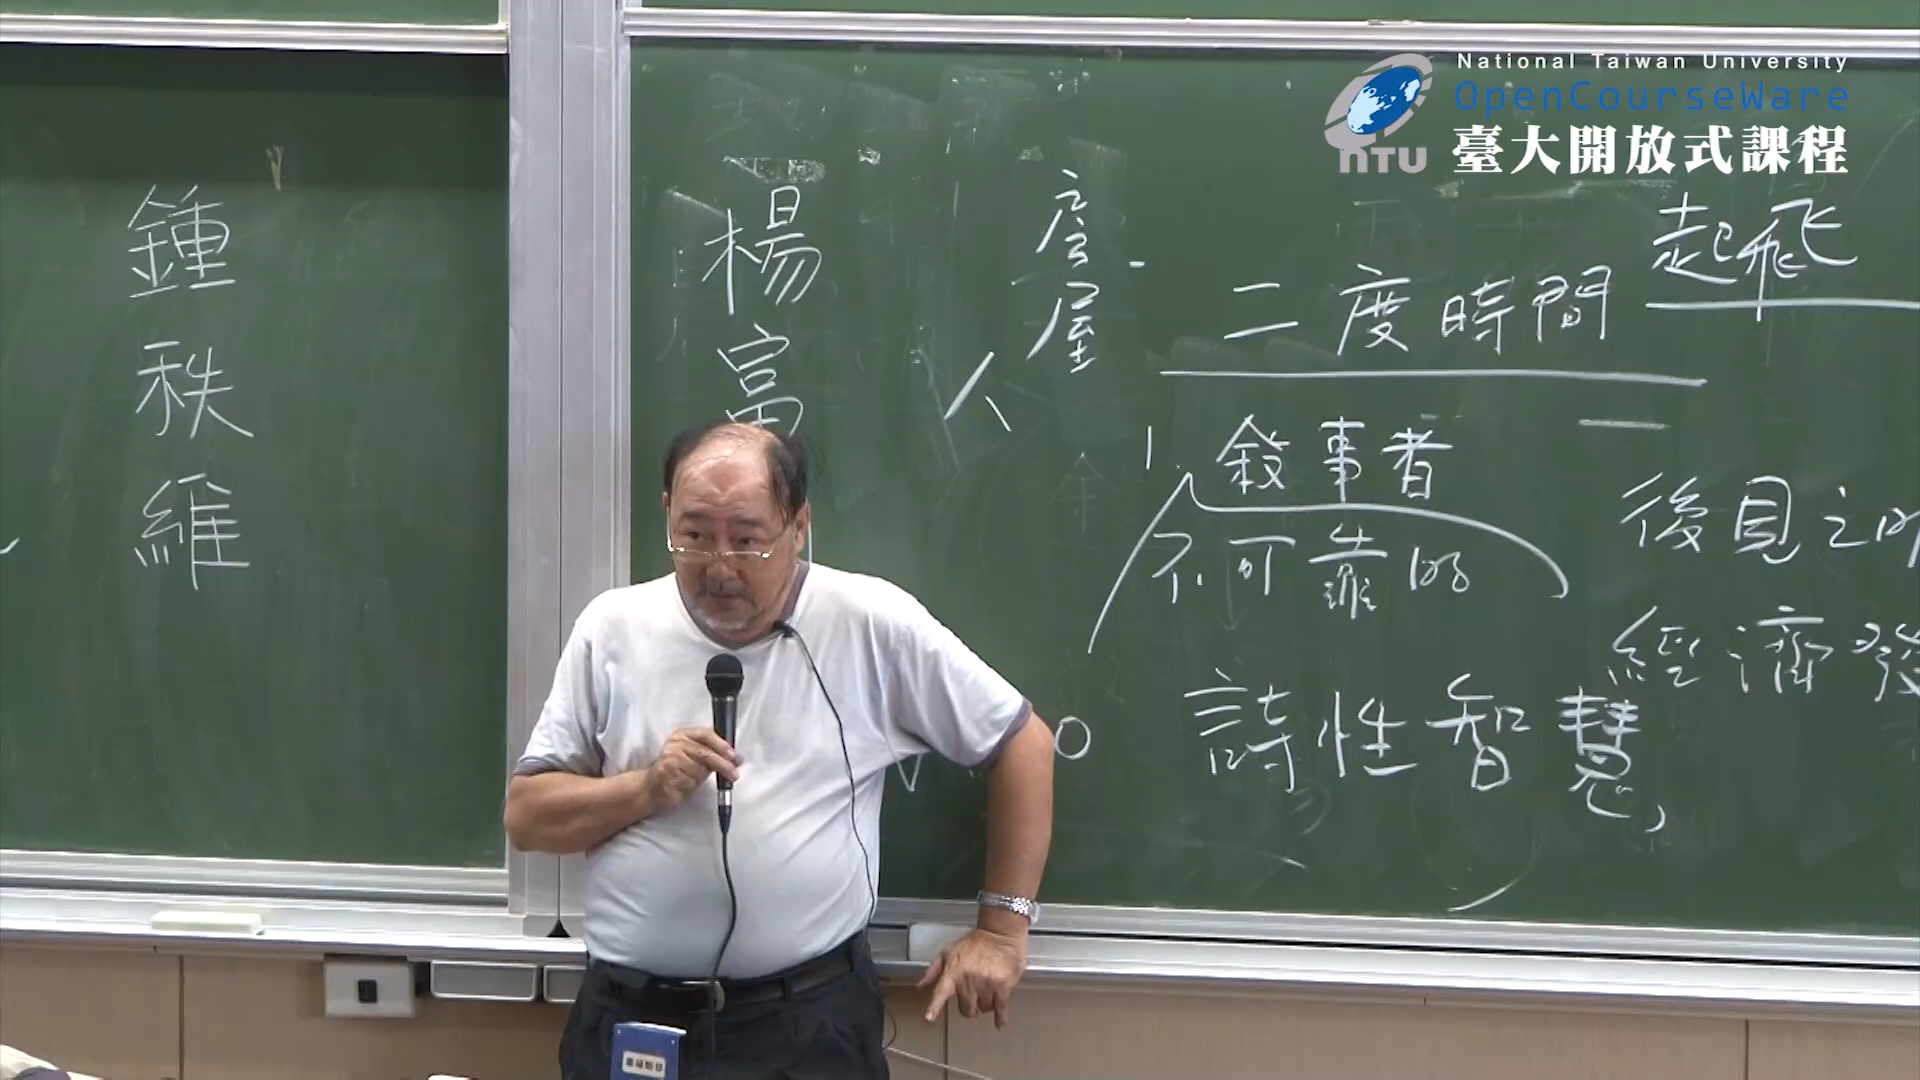 National Taiwan University
OpenCourseWare
臺大開放式課程
NTU
鍾秩維
楊富
房屋
人
二度時間
起飛
敘事者
不可靠的
後見之明
經濟發
詩性智慧